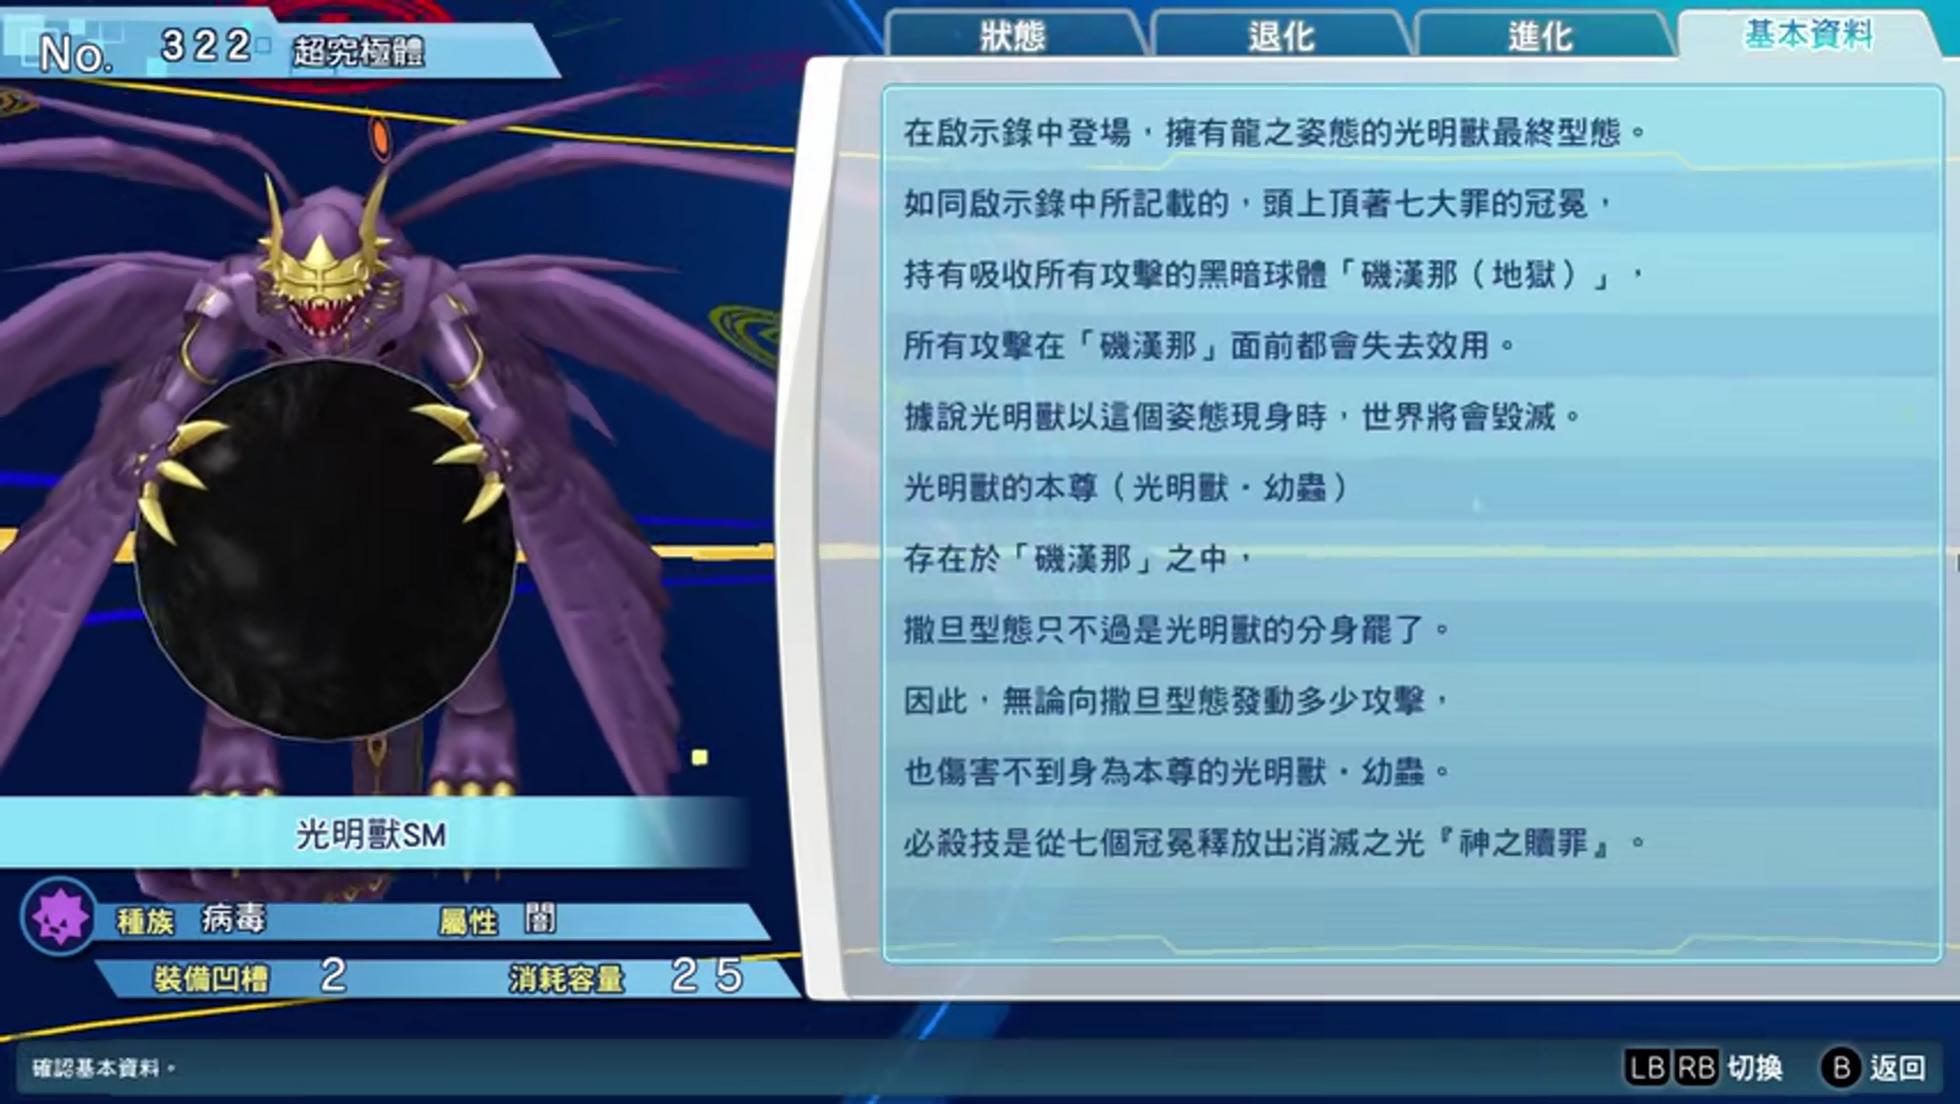 No. 322 超究極體
狀態 退化 進化 基本資料
在啟示錄中登場，擁有龍之姿態的光明獸最終型態。
如同啟示錄中所記載的，頭上頂著七大罪的冠冕，
持有吸收所有攻擊的黑暗球體「磯漢那（地獄）」，
所有攻擊在「磯漢那」面前都會失去效用。
據說光明獸以這個姿態現身時，世界將會毀滅。
光明獸的本尊（光明獸・幼蟲）
存在於「磯漢那」之中，
撒旦型態只不過是光明獸的分身罷了。
因此，無論向撒旦型態發動多少攻擊，
也傷害不到身為本尊的光明獸・幼蟲。
必殺技是從七個冠冕釋放出消滅之光『神之贖罪』。
光明獸SM
種族 病毒 屬性 闇
裝備凹槽 2 消耗容量 25
確認基本資料。
LB RB 切換 B 返回